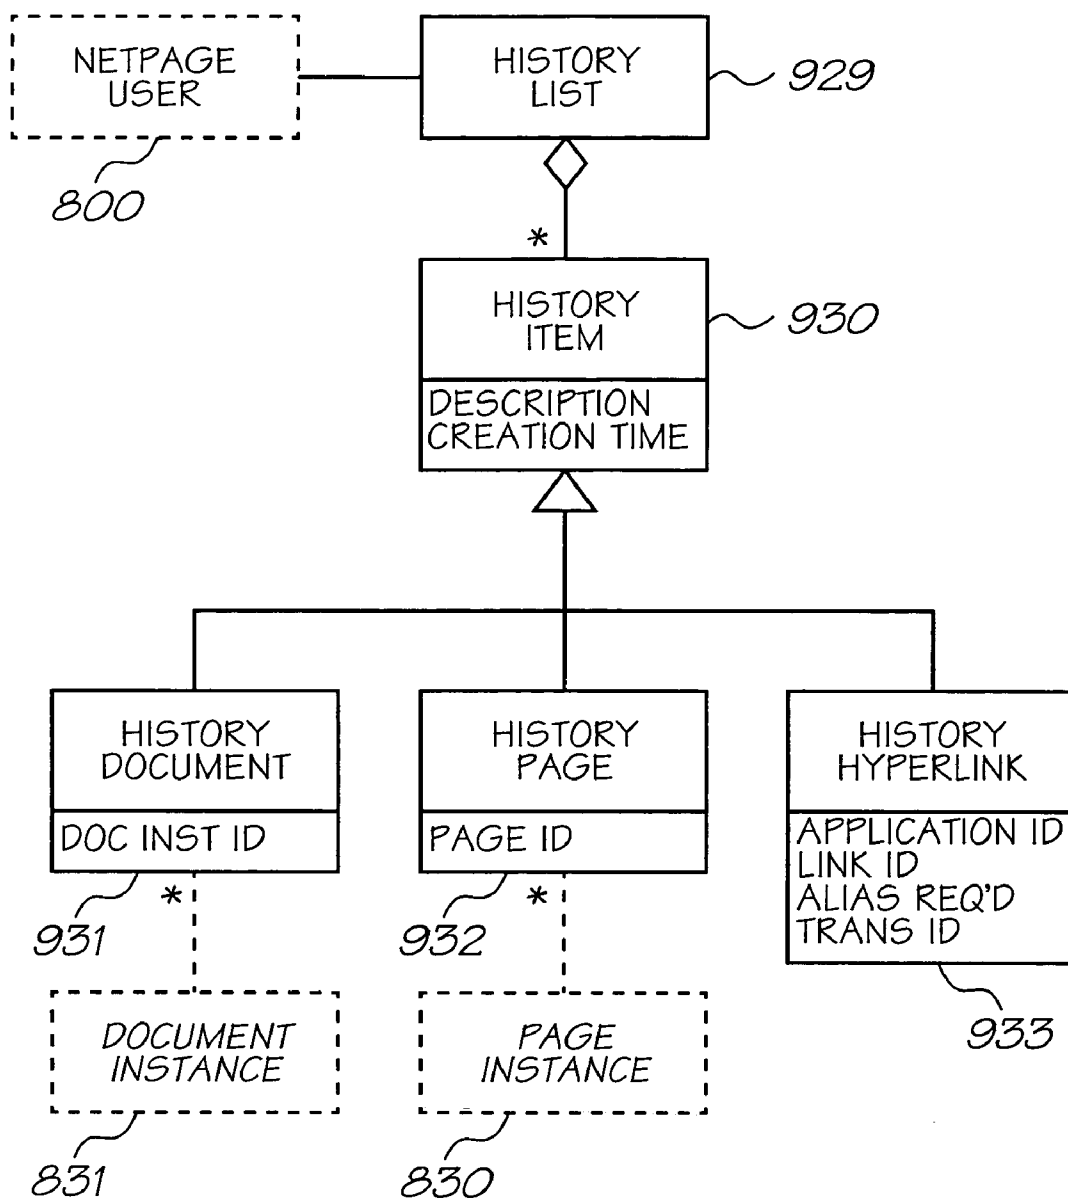 NETPAGE
USER
800
HISTORY
LIST
929
*
HISTORY
ITEM
930
DESCRIPTION
CREATION TIME
HISTORY
DOCUMENT
DOC INST ID
931
*
DOCUMENT
INSTANCE
831
HISTORY
PAGE
PAGE ID
932
*
PAGE
INSTANCE
830
HISTORY
HYPERLINK
APPLICATION ID
LINK ID
ALIAS REQ'D
TRANS ID
933